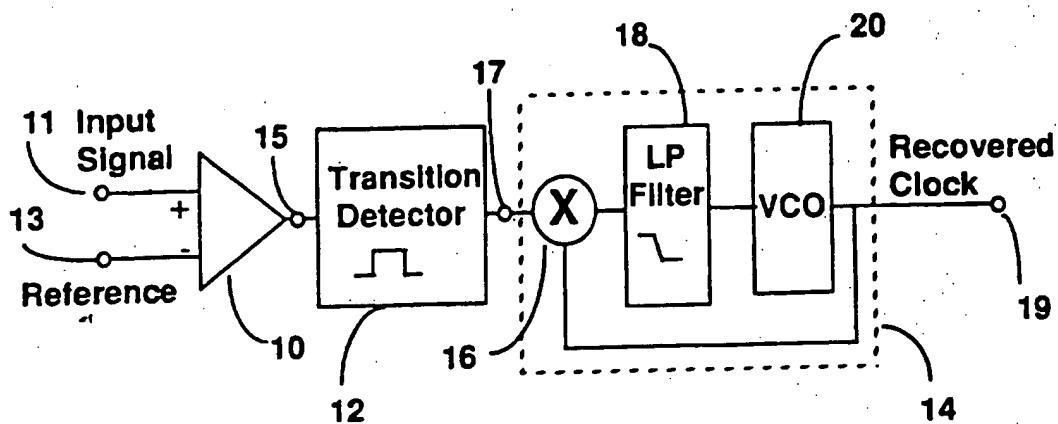 18
20
17
11 Input
Signal
15
13
Transition
Detector
LP
Filter
VCO
Recovered
Clock
+
-
X
Reference
10
12
16
19
14